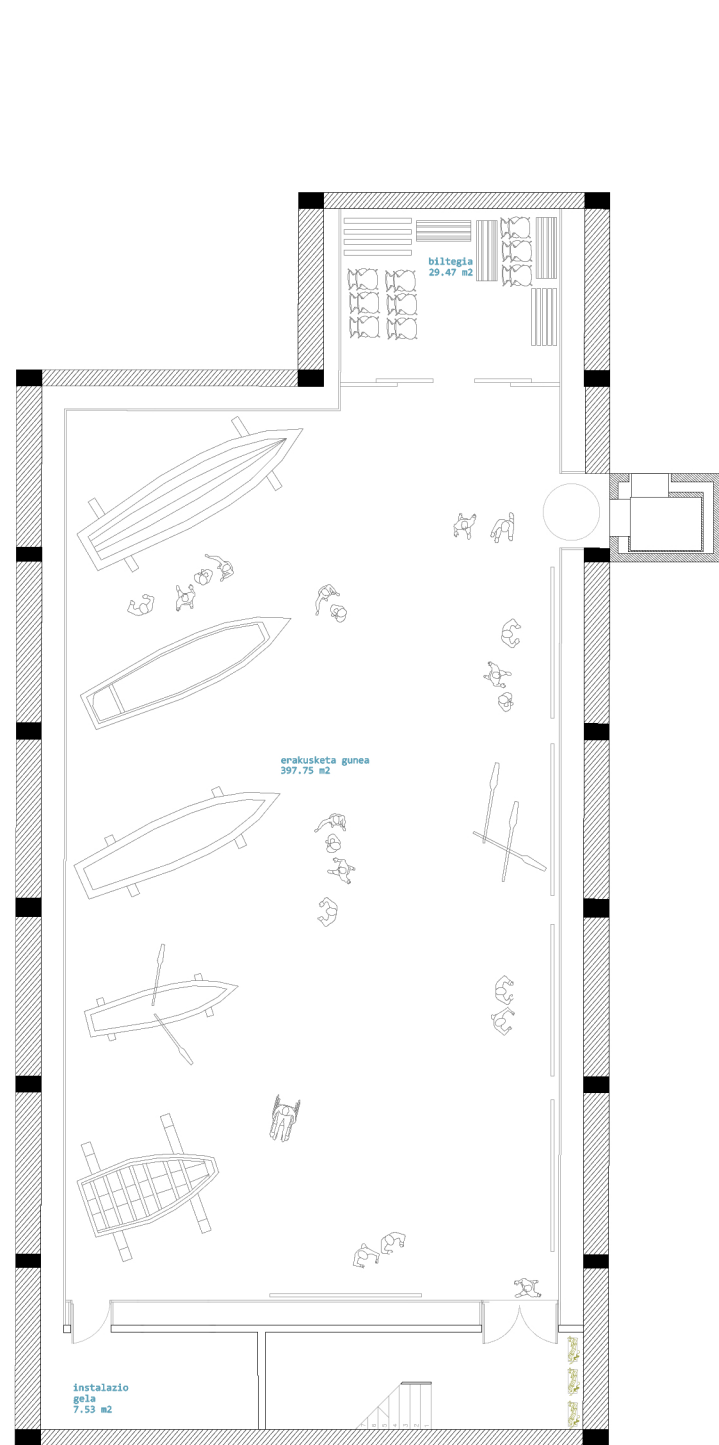 biltegia
29.47 m2
erakusketa gunea
397.75 m2
instalazio
gela
7.53 m2